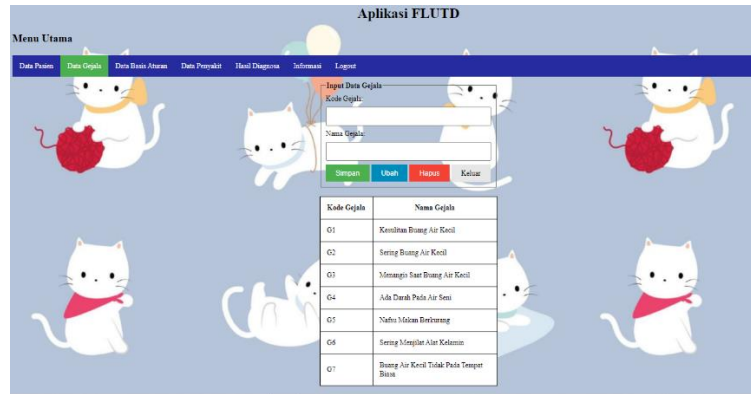 Aplikasi FLUTD
Menu Utama
Data Pasien Data Gejala Data Basis Aturan Data Penyakit Hasil Diagnosa Informasi Logout
Input Data Gejala
Kode Gejala:
Nama Gejala:
Simpan Ubah Hapus Keluar
Kode Gejala Nama Gejala
G1 Kesulitan Buang Air Kecil
G2 Sering Buang Air Kecil
G3 Menangis Saat Buang Air Kecil
G4 Ada Darah Pada Air Seni
G5 Nafsu Makan Berkurang
G6 Sering Menjilat Alat Kelamin
G7 Buang Air Kecil Tidak Pada Tempat
Biasa